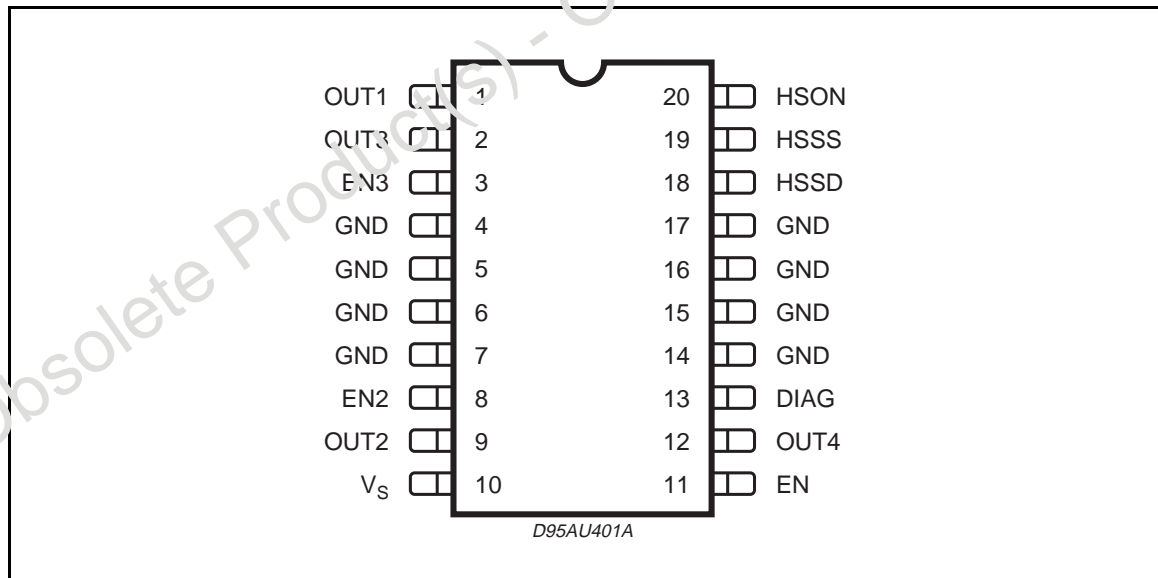 Obsolete Product(s) - O
OUT1 1 20 HSON
OUT3 2 19 HSSS
EN3 3 18 HSSD
GND 4 17 GND
GND 5 16 GND
GND 6 15 GND
GND 7 14 GND
EN2 8 13 DIAG
OUT2 9 12 OUT4
VS 10 11 EN
D95AU401A